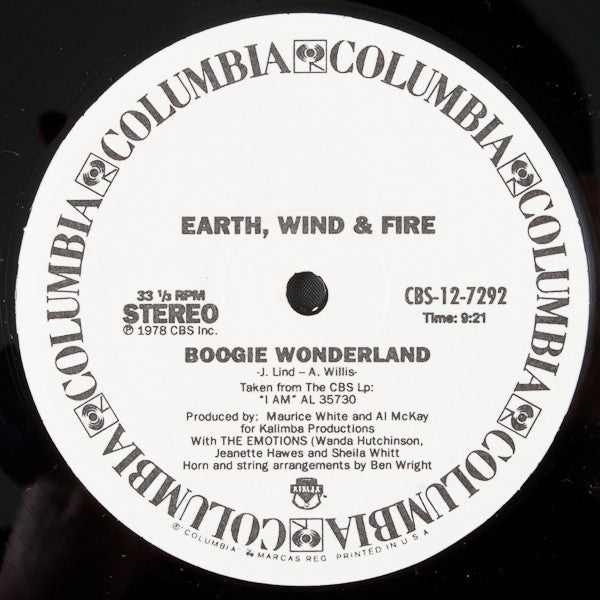 COLUMBIA COLUMBIA COLUMBIA COLUMBIA COLUMBIA COLUMBIA COLUMBIA COLUMBIA
EARTH, WIND & FIRE
33 ⅓ RPM
STEREO
Ⓟ 1978 CBS Inc.
CBS-12-7292
Time: 9:21
BOOGIE WONDERLAND
-J. Lind – A. Willis-
Taken from The CBS Lp:
"I AM" AL 35730
Produced by: Maurice White and Al McKay
for Kalimba Productions
With THE EMOTIONS (Wanda Hutchinson,
Jeanette Hawes and Sheila Whitt
Horn and string arrangements by Ben Wright
"COLUMBIA" MARCAS REG. PRINTED IN U S A